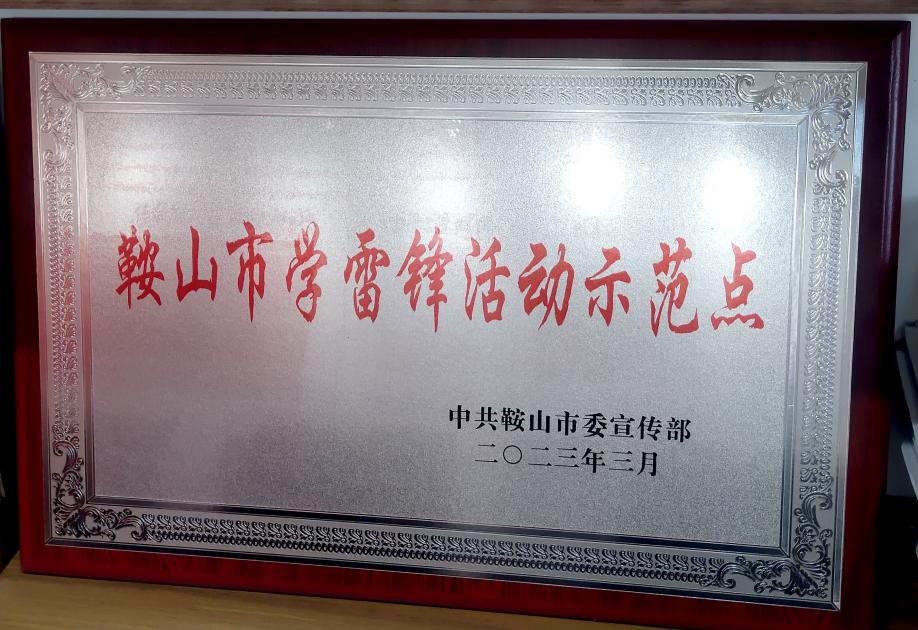 鞍山市学雷锋活动示范点
中共鞍山市委宣传部
二〇二三年三月